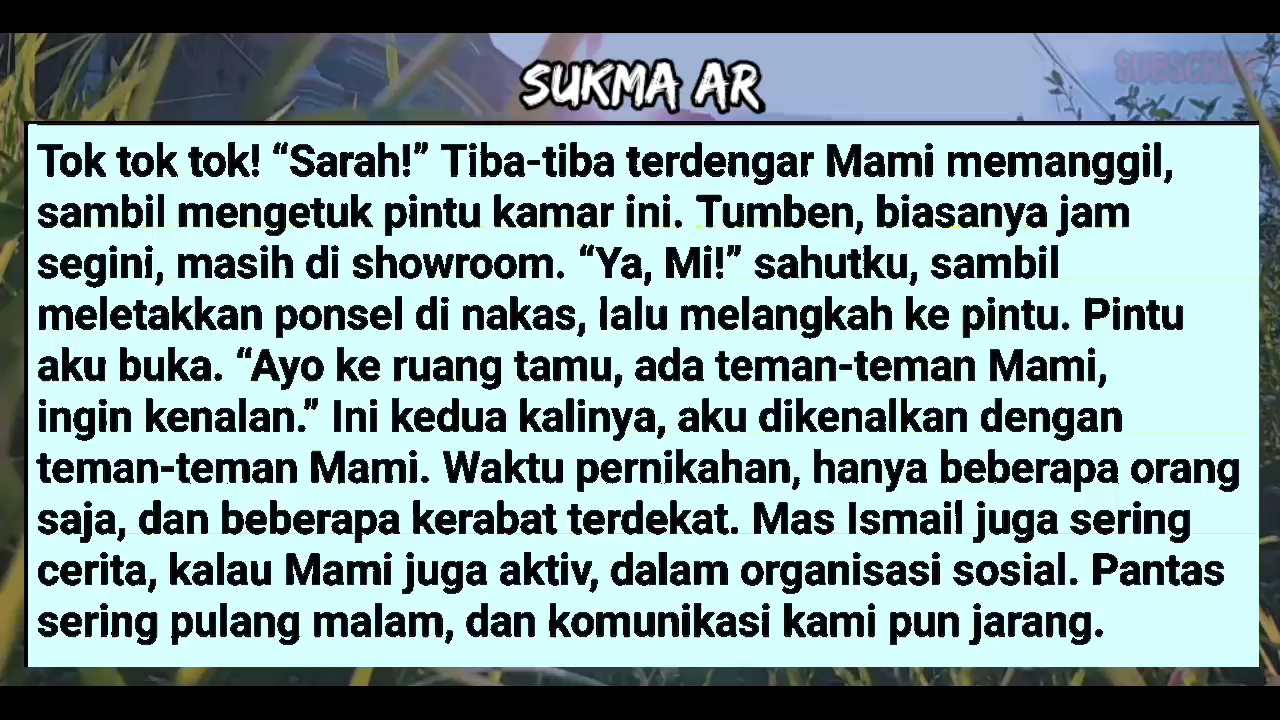 SUKMA AR
SUBSCRIBE
Tok tok tok! “Sarah!” Tiba-tiba terdengar Mami memanggil,
sambil mengetuk pintu kamar ini. Tumben, biasanya jam
segini, masih di showroom. “Ya, Mi!” sahutku, sambil
meletakkan ponsel di nakas, lalu melangkah ke pintu. Pintu
aku buka. “Ayo ke ruang tamu, ada teman-teman Mami,
ingin kenalan.” Ini kedua kalinya, aku dikenalkan dengan
teman-teman Mami. Waktu pernikahan, hanya beberapa orang
saja, dan beberapa kerabat terdekat. Mas Ismail juga sering
cerita, kalau Mami juga aktiv, dalam organisasi sosial. Pantas
sering pulang malam, dan komunikasi kami pun jarang.